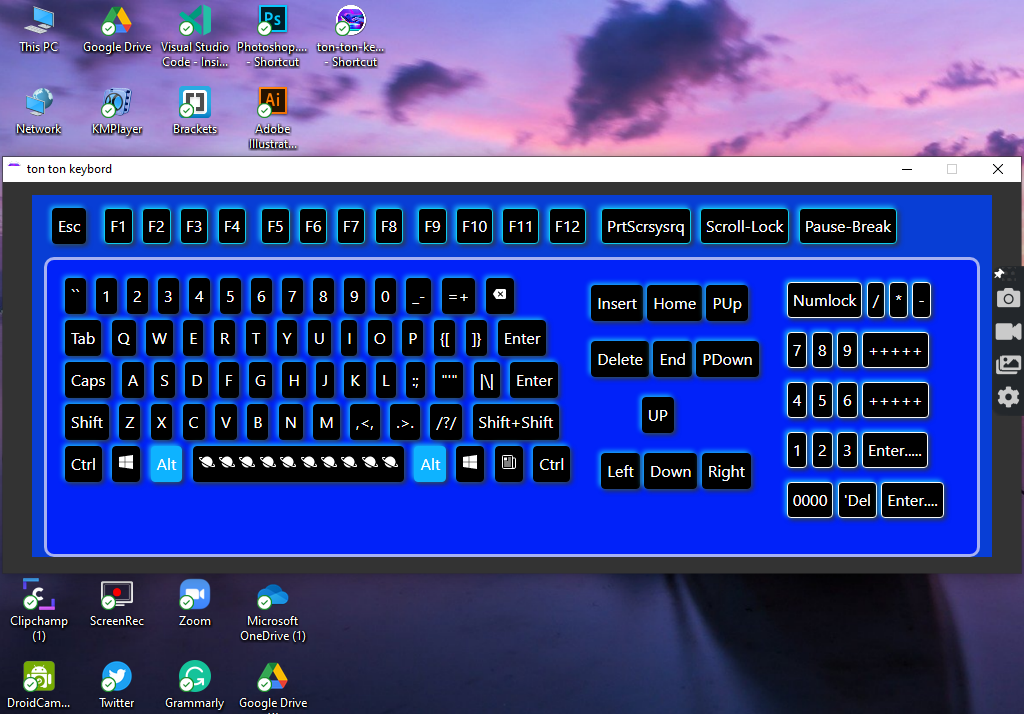 This PC
Google Drive
Visual Studio
Code - Insi...
Photoshop....
- Shortcut
ton-ton-ke...
- Shortcut
Ps
Network
KMPlayer
Brackets
Ai
Adobe
Illustrat...
ton ton keybord
Esc F1 F2 F3 F4 F5 F6 F7 F8 F9 F10 F11 F12 PrtScrsysrq Scroll-Lock Pause-Break
`` 1 2 3 4 5 6 7 8 9 0 _- =+
Tab Q W E R T Y U I O P {[ ]} Enter
Caps A S D F G H J K L :; "'" |\| Enter
Shift Z X C V B N M ,<, .>. /?/ Shift+Shift
Ctrl Alt Alt Ctrl
Insert Home PUp
Delete End PDown
UP
Left Down Right
Numlock / * -
7 8 9 +++++
4 5 6 +++++
1 2 3 Enter.....
0000 'Del Enter....
Clipchamp
(1)
ScreenRec
Zoom
Microsoft
OneDrive (1)
DroidCam...
Twitter
Grammarly
Google Drive